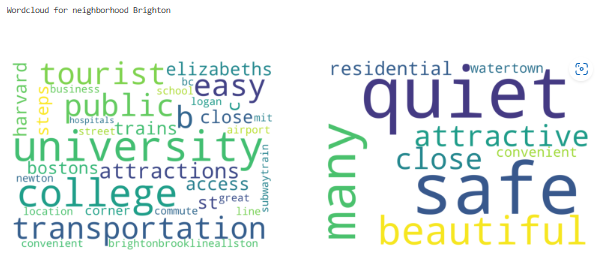 Wordcloud for neighborhood Brighton
harvard
tourist
elizabeths
steps
business
bc
school
easy
public
logan
c
hospitals
b
close
mit
street
trains
airport
university
bostons
attractions
subwaytrain
newton
college
access
st
great
location
corner
commute
line
transportation
convenient
brightonbrooklineallston
residential
watertown
quiet
many
attractive
close
convenient
safe
beautiful